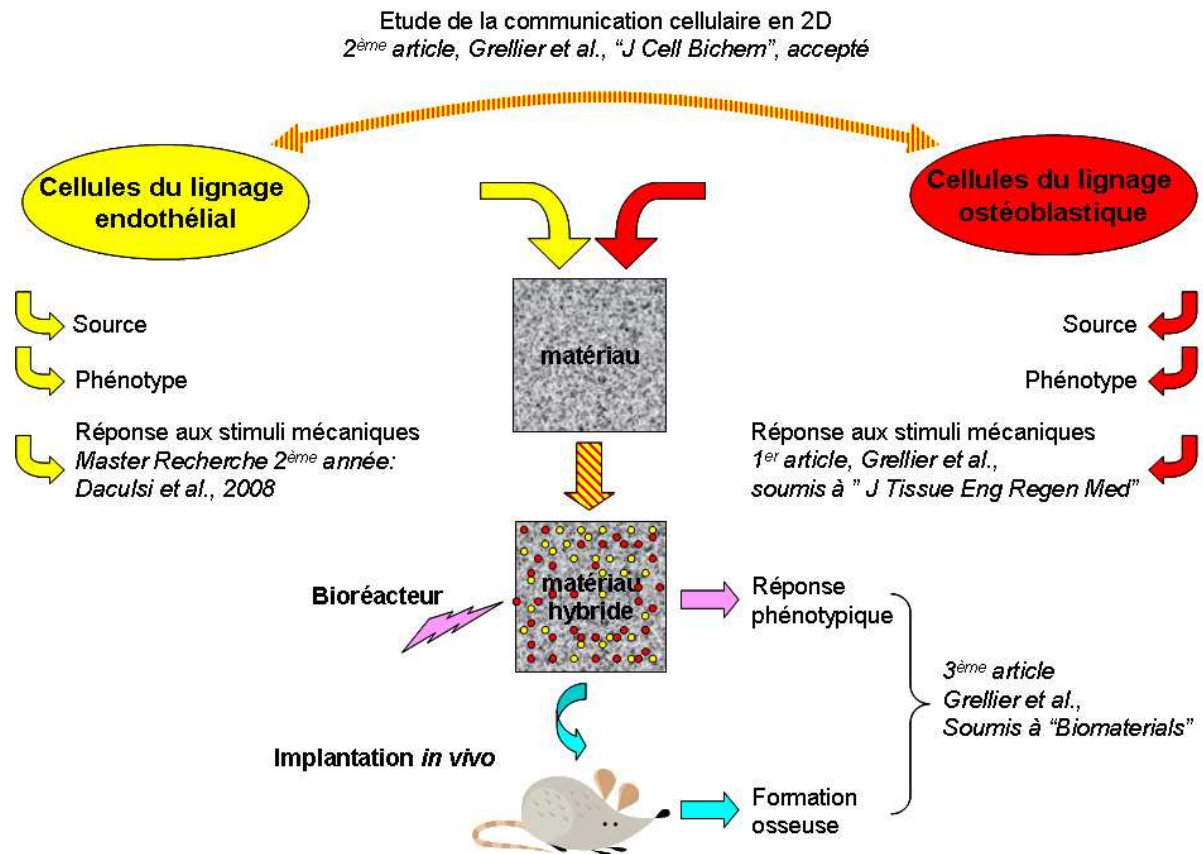 Etude de la communication cellulaire en 2D
2ème article, Grellier et al., “J Cell Bichem”, accepté
Cellules du lignage
endothélial
Cellules du lignage
ostéoblastique
Source
Phénotype
Réponse aux stimuli mécaniques
Master Recherche 2ème année:
Daculsi et al., 2008
matériau
Source
Phénotype
Réponse aux stimuli mécaniques
1er article, Grellier et al.,
soumis à ” J Tissue Eng Regen Med”
Bioréacteur
matériau
hybride
Réponse
phénotypique
3ème article
Grellier et al.,
Soumis à “Biomaterials”
Implantation in vivo
Formation
osseuse